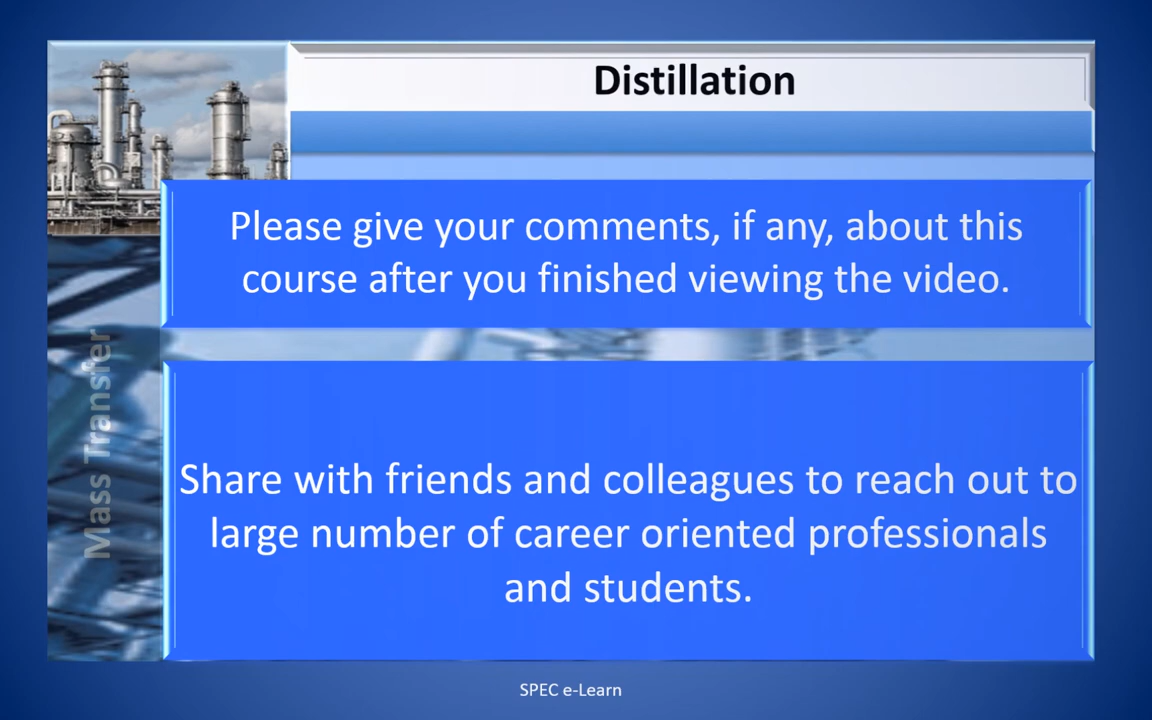 Distillation
Please give your comments, if any, about this
course after you finished viewing the video.
Mass Transfer
Share with friends and colleagues to reach out to
large number of career oriented professionals
and students.
SPEC e-Learn